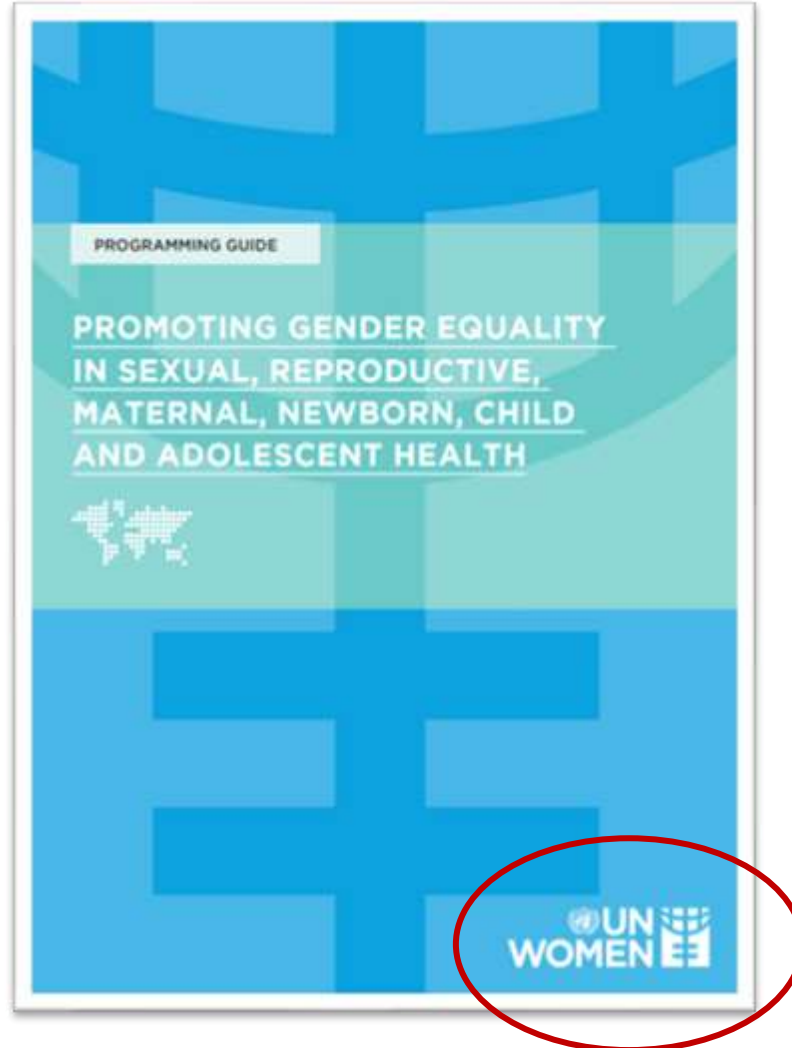 PROGRAMMING GUIDE
PROMOTING GENDER EQUALITY
IN SEXUAL, REPRODUCTIVE,
MATERNAL, NEWBORN, CHILD
AND ADOLESCENT HEALTH
UN
WOMEN